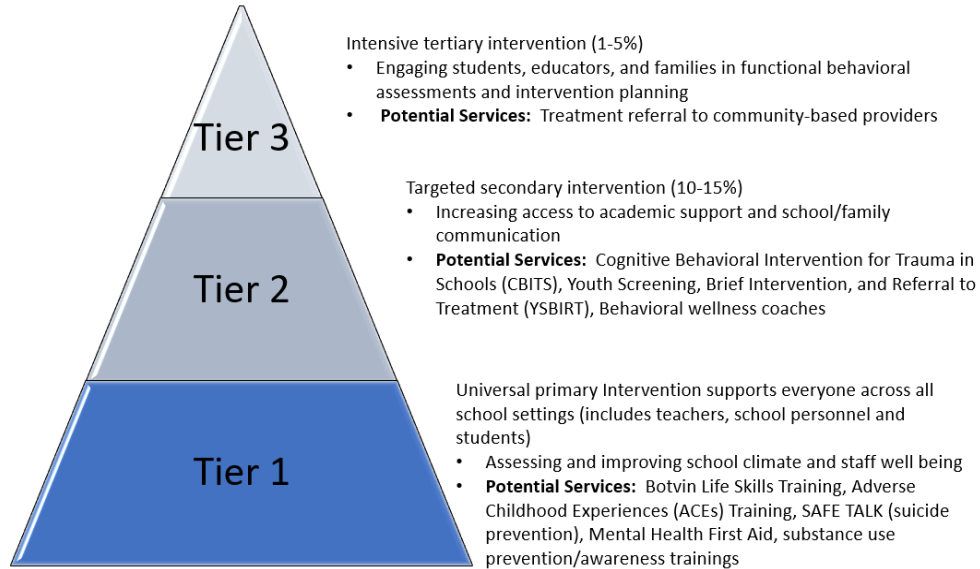 Intensive tertiary intervention (1-5%)
• Engaging students, educators, and families in functional behavioral
assessments and intervention planning
• Potential Services: Treatment referral to community-based providers
Tier 3
Targeted secondary intervention (10-15%)
• Increasing access to academic support and school/family
communication
• Potential Services: Cognitive Behavioral Intervention for Trauma in
Schools (CBITS), Youth Screening, Brief Intervention, and Referral to
Treatment (YSBIRT), Behavioral wellness coaches
Tier 2
Universal primary Intervention supports everyone across all
school settings (includes teachers, school personnel and
students)
• Assessing and improving school climate and staff well being
• Potential Services: Botvin Life Skills Training, Adverse
Childhood Experiences (ACEs) Training, SAFE TALK (suicide
prevention), Mental Health First Aid, substance use
prevention/awareness trainings
Tier 1